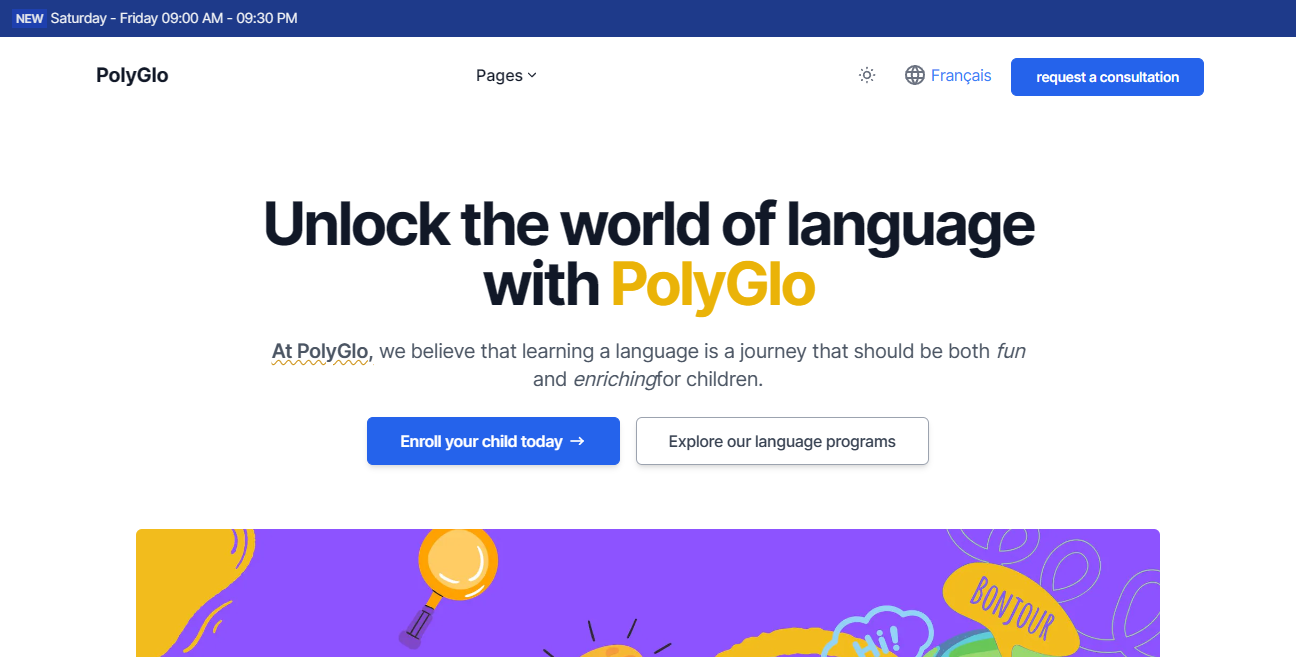 NEW Saturday - Friday 09:00 AM - 09:30 PM
PolyGlo
Pages
Français
request a consultation
Unlock the world of language
with PolyGlo
At PolyGlo, we believe that learning a language is a journey that should be both fun
and enrichingfor children.
Enroll your child today →
Explore our language programs
BONJOUR
Hi!